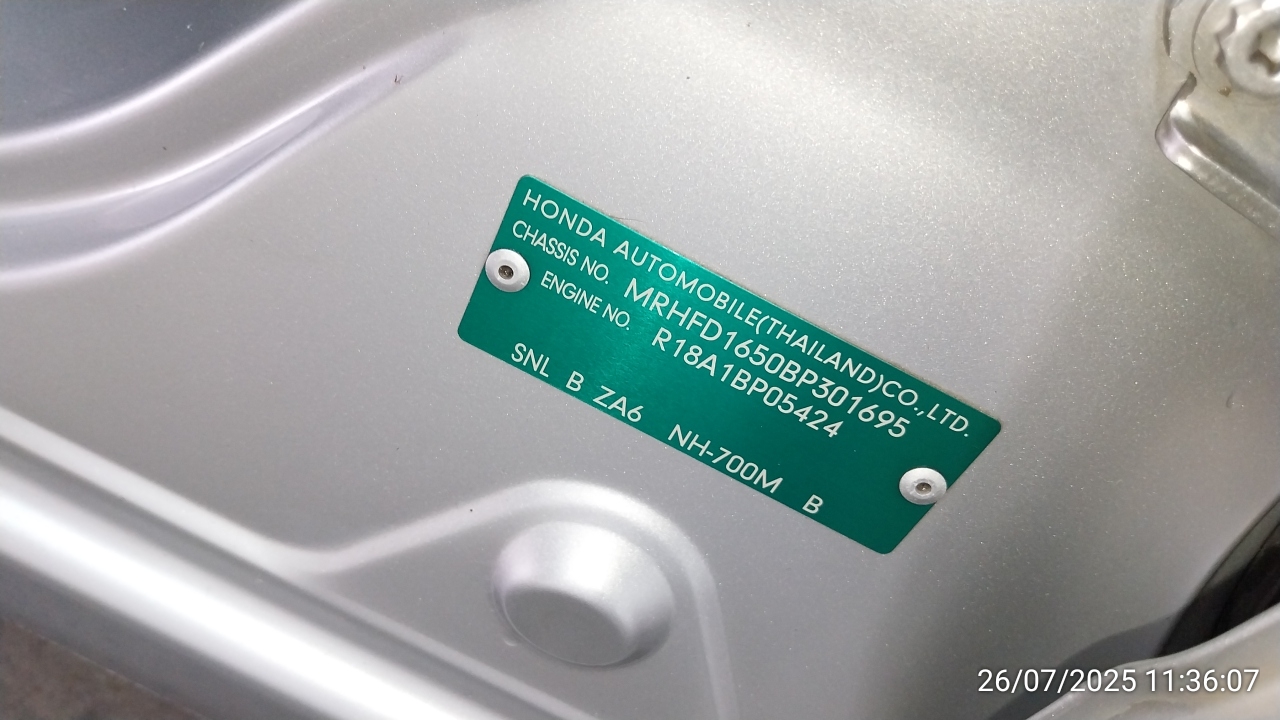 HONDA AUTOMOBILE(THAILAND)CO.,LTD.
CHASSIS NO. MRHFD1650BP301695
ENGINE NO. R18A1BP05424
SNL B ZA6 NH-700M B
26/07/2025 11:36:07